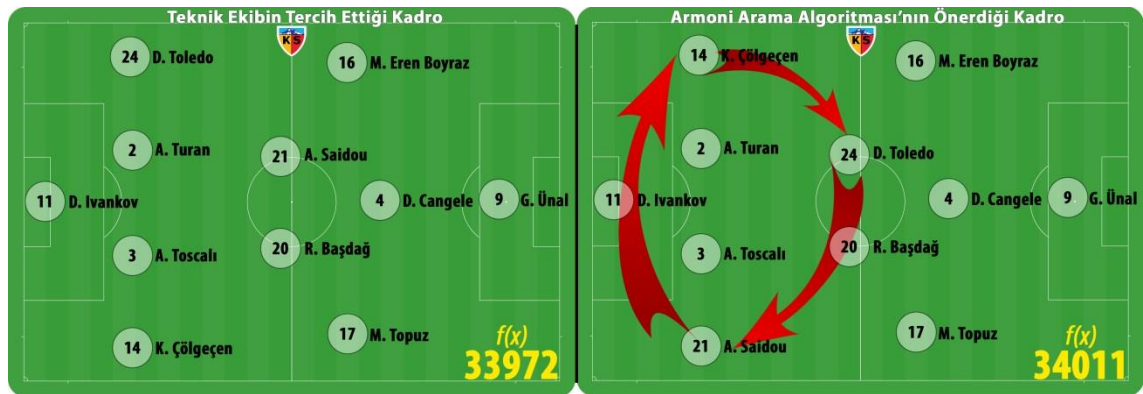 Teknik Ekibin Tercih Ettiği Kadro
KS
24 D. Toledo
16 M. Eren Boyraz
2 A. Turan
21 A. Saidou
11 D. Ivankov
4 D. Cangele
9 G. Ünal
3 A. Toscalı
20 R. Başdağ
14 K. Çölgeçen
17 M. Topuz
f(x)
33972
Armoni Arama Algoritması'nın Önerdiği Kadro
KS
14 K. Çölgeçen
16 M. Eren Boyraz
2 A. Turan
24 D. Toledo
11 D. Ivankov
4 D. Cangele
9 G. Ünal
3 A. Toscalı
20 R. Başdağ
21 A. Saidou
17 M. Topuz
f(x)
34011